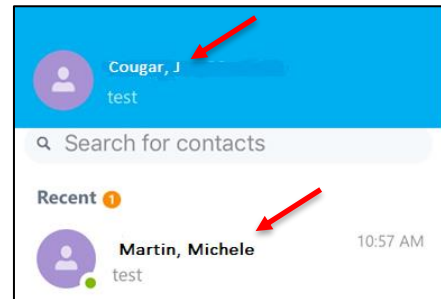 Cougar, J
test
Search for contacts
Recent 1
Martin, Michele
10:57 AM
test